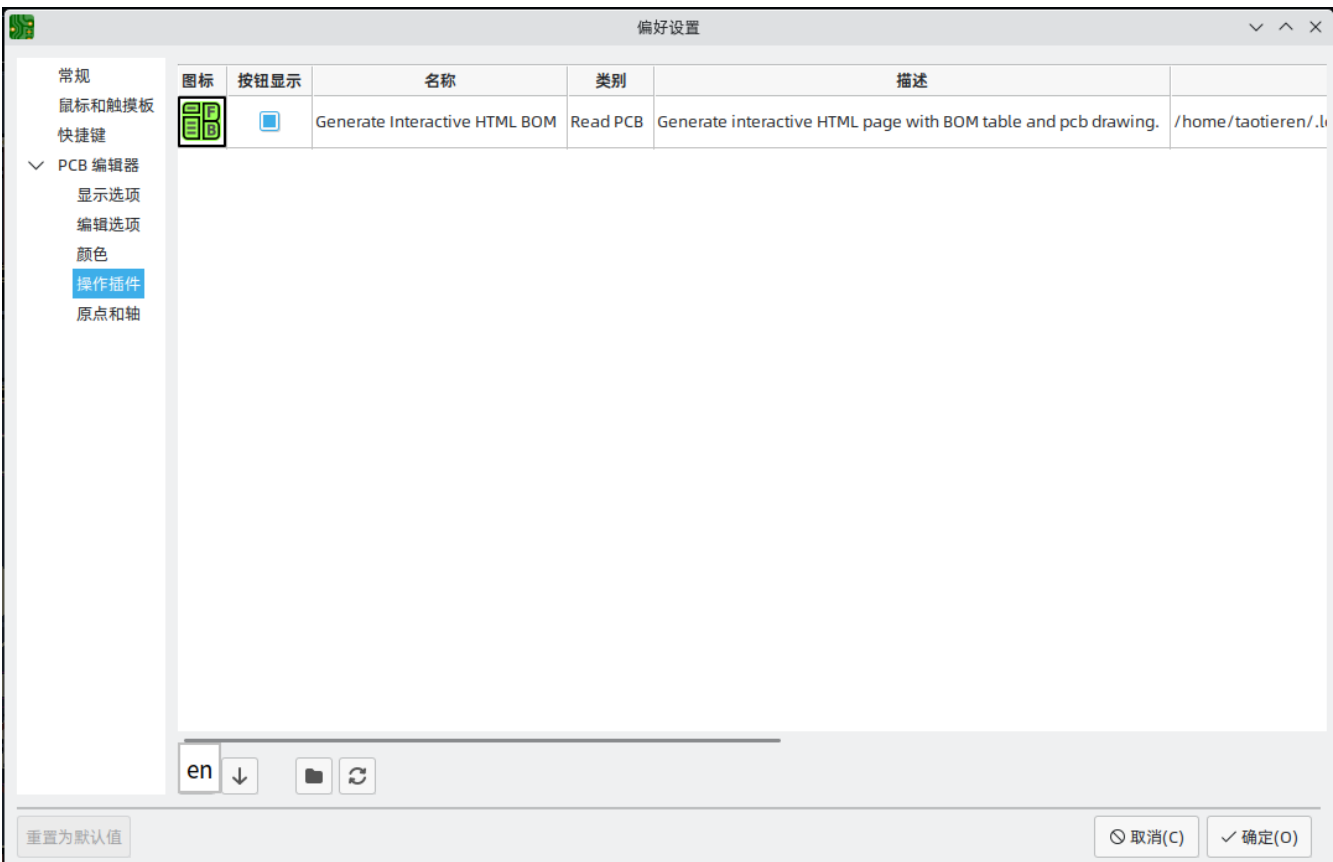 偏好设置
常规
鼠标和触摸板
快捷键
PCB 编辑器
显示选项
编辑选项
颜色
操作插件
原点和轴
图标 按钮显示 名称 类别 描述
F B Generate Interactive HTML BOM Read PCB Generate interactive HTML page with BOM table and pcb drawing. /home/taotieren/.l
en
重置为默认值 取消(C) 确定(O)